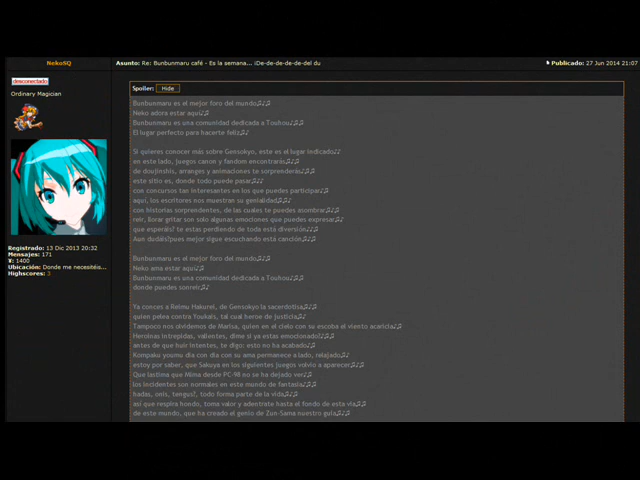 NekoSQ
Asunto: Re: Bunbunmaru café - Es la semana... ¡De-de-de-de-de-del du
Publicado: 27 Jun 2014 21:07
desconectado
Ordinary Magician
Registrado: 13 Dic 2013 20:32
Mensajes: 171
¥: 1400
Ubicación: Donde me necesitéis...
Highscores: 3
Spoiler: Hide
Bunbunmaru es el mejor foro del mundo♫♪♫
Neko adora estar aquí♪♫
Bunbunmaru es una comunidad dedicada a Touhou♫♪♫
El lugar perfecto para hacerte feliz♫♪
Si quieres conocer más sobre Gensokyo, este es el lugar indicado♪♪
en este lado, juegos canon y fandom encontrarás♫♪♫
de doujinshis, arranges y animaciones te sorprenderás♫♪♫
este sitio es, donde todo puede pasar♫♪♪
con concursos tan interesantes en los que puedes participar♪♫
aquí, los escritores nos muestran su genialidad♫♪♫
con historias sorprendentes, de las cuales te puedes asombrar♪♫
reír, llorar gritar son solo algunas emociones que puedes expresar♪♫
que esperáis? te estas perdiendo de toda está diversión♪♪♫
Aun dudáis?pues mejor sigue escuchando está canción♪♫
Bunbunmaru es el mejor foro del mundo♫♪♫
Neko ama estar aquí♪♫
Bunbunmaru es una comunidad dedicada a Touhou♫♪♫
donde puedes sonreír♪♫
Ya conces a Reimu Hakurei, de Gensokyo la sacerdotisa♪♫
quien pelea contra Youkais, tal cual heroe de justicia♫♪
Tampoco nos olvidemos de Marisa, quien en el cielo con su escoba el viento acaricia♪♫
Heroínas intrepidas, valientes, dime si ya estas emocionado!♪♫
antes de que huir intentes, te digo: esto no ha acabado♫♪
Kompaku youmu día con día con su ama permanece a lado, relajado♫♪
estoy por saber, que Sakuya en los siguientes juegos volvió a aparecer♫♪♫
Que lastima que Mima desde PC-98 no se ha dejado ver♪♫
los incidentes son normales en este mundo de fantasía♪♫
hadas, onis, tengus?, todo forma parte de la vida♫♪♫
así que respira hondo, toma valor y adentrate hasta el fondo de esta vía♪♫
de este mundo, que ha creado el genio de Zun-Sama nuestro guía♫♪♫